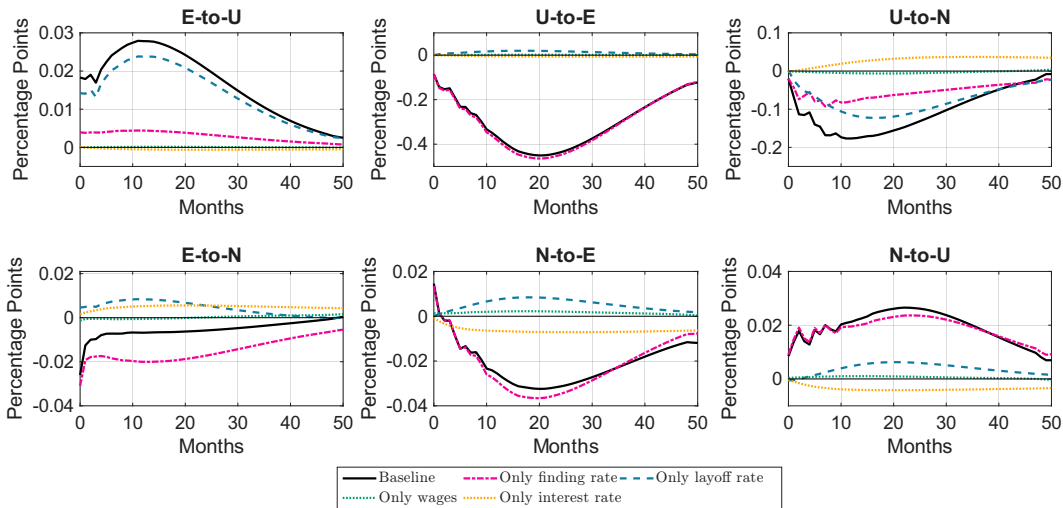 E-to-U
U-to-E
U-to-N
Percentage Points
0.03
0.02
0.01
0
0 10 20 30 40 50
Months
Percentage Points
0
-0.2
-0.4
0 10 20 30 40 50
Months
Percentage Points
0.1
0
-0.1
-0.2
0 10 20 30 40 50
Months
E-to-N
N-to-E
N-to-U
Percentage Points
0.02
0
-0.02
-0.04
0 10 20 30 40 50
Months
Percentage Points
0.02
0
-0.02
-0.04
0 10 20 30 40 50
Months
Percentage Points
0.04
0.02
0
0 10 20 30 40 50
Months
Baseline Only finding rate Only layoff rate
Only wages Only interest rate